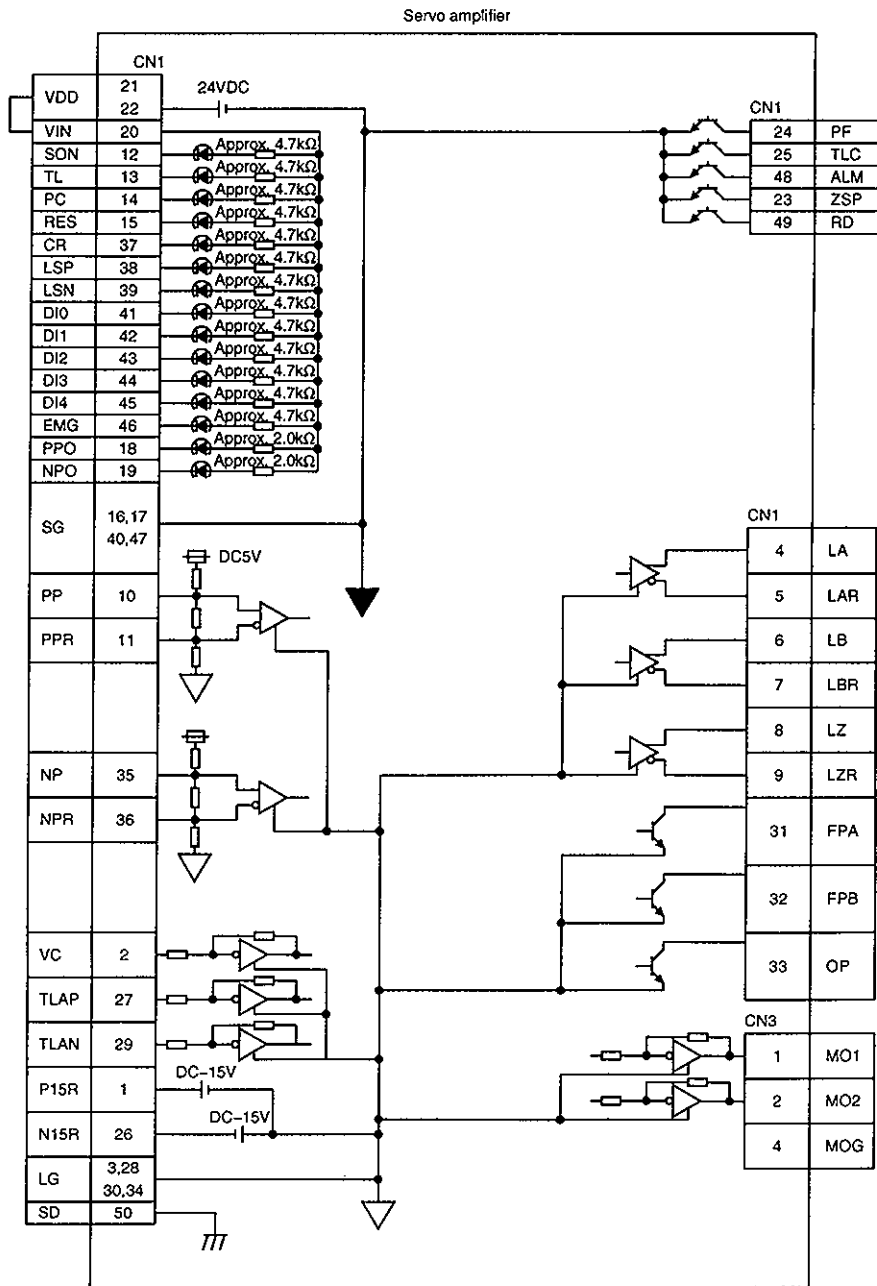 Servo amplifier
CN1
VDD 21
22 24VDC
VIN 20
SON 12 Approx. 4.7kΩ
TL 13 Approx. 4.7kΩ
PC 14 Approx. 4.7kΩ
RES 15 Approx. 4.7kΩ
CR 37 Approx. 4.7kΩ
LSP 38 Approx. 4.7kΩ
LSN 39 Approx. 4.7kΩ
DI0 41 Approx. 4.7kΩ
DI1 42 Approx. 4.7kΩ
DI2 43 Approx. 4.7kΩ
DI3 44 Approx. 4.7kΩ
DI4 45 Approx. 4.7kΩ
EMG 46 Approx. 4.7kΩ
PPO 18 Approx. 2.0kΩ
NPO 19 Approx. 2.0kΩ
SG 16,17
40,47
DC5V
PP 10
PPR 11
NP 35
NPR 36
VC 2
TLAP 27
TLAN 29
P15R 1 DC-15V
N15R 26 DC-15V
LG 3,28
30,34
SD 50
CN1
24 PF
25 TLC
48 ALM
23 ZSP
49 RD
CN1
4 LA
5 LAR
6 LB
7 LBR
8 LZ
9 LZR
31 FPA
32 FPB
33 OP
CN3
1 MO1
2 MO2
4 MOG